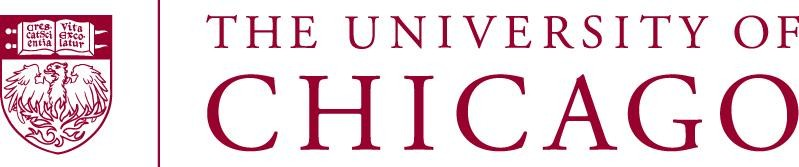 Cres-
catSci
entia
Vita
Exco-
latur
THE UNIVERSITY OF
CHICAGO